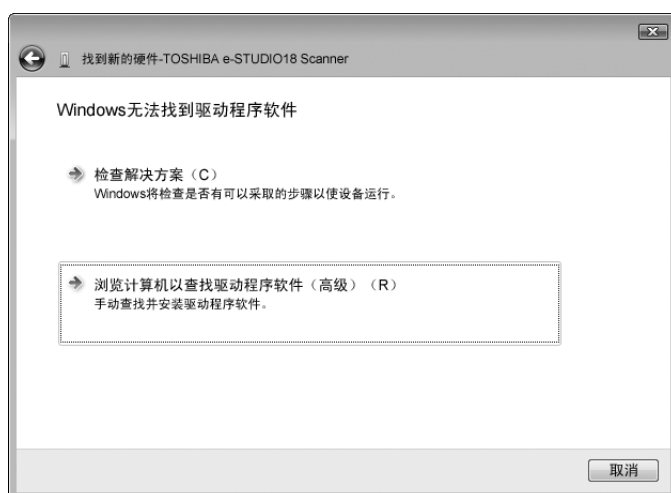 找到新的硬件-TOSHIBA e-STUDIO18 Scanner
Windows无法找到驱动程序软件
检查解决方案（C）
Windows将检查是否有可以采取的步骤以使设备运行。
浏览计算机以查找驱动程序软件（高级）（R）
手动查找并安装驱动程序软件。
取消